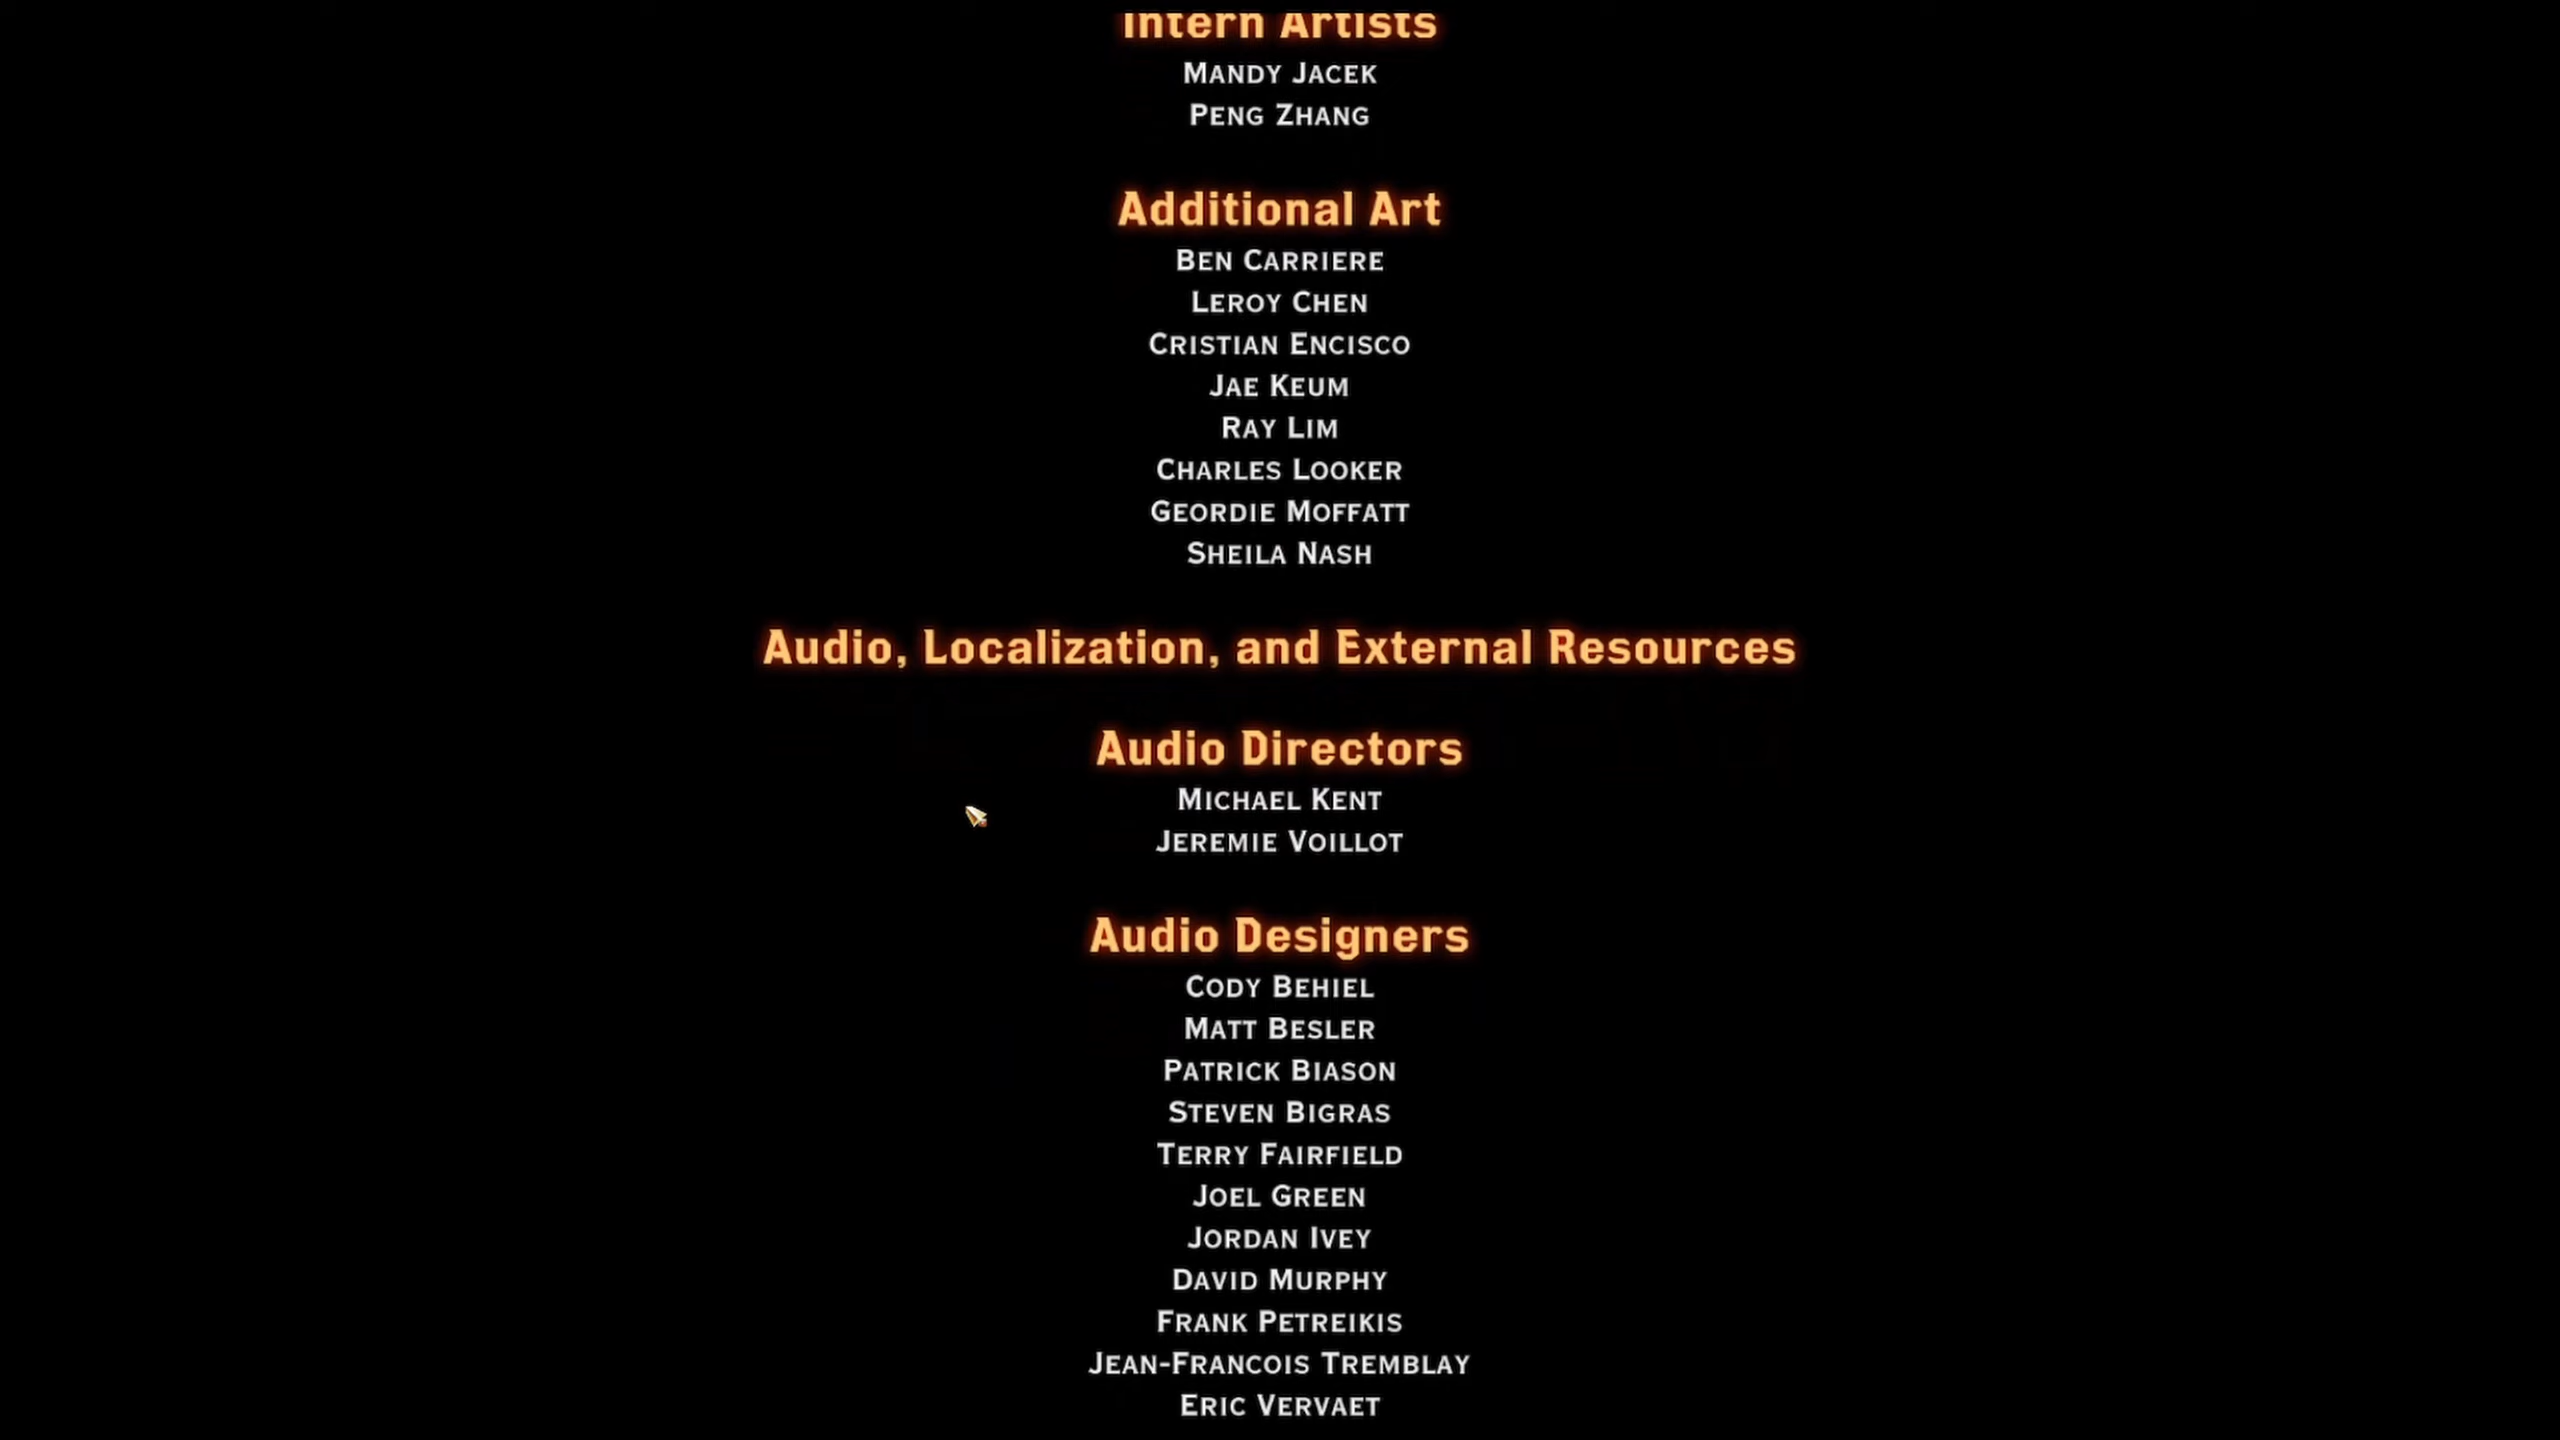 Intern Artists
Mandy Jacek
Peng Zhang
Additional Art
Ben Carriere
Leroy Chen
Cristian Encisco
Jae Keum
Ray Lim
Charles Looker
Geordie Moffatt
Sheila Nash
Audio, Localization, and External Resources
Audio Directors
Michael Kent
Jeremie Voillot
Audio Designers
Cody Behiel
Matt Besler
Patrick Biason
Steven Bigras
Terry Fairfield
Joel Green
Jordan Ivey
David Murphy
Frank Petreikis
Jean-Francois Tremblay
Eric Vervaet